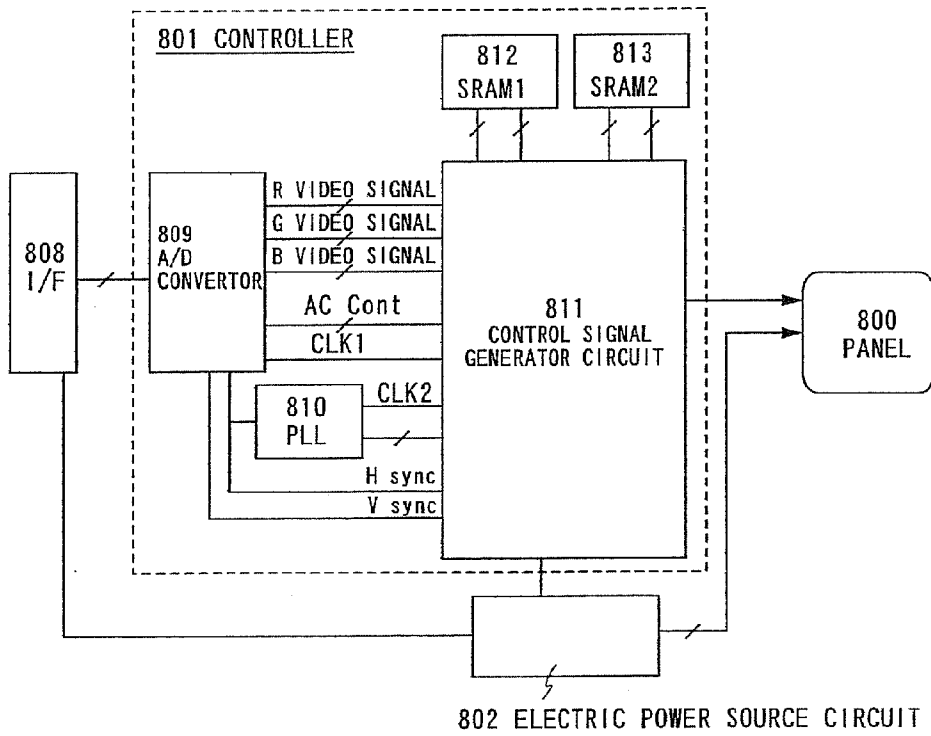 801 CONTROLLER
812
SRAM1
813
SRAM2
808
I/F
809
A/D
CONVERTOR
R VIDEO SIGNAL
G VIDEO SIGNAL
B VIDEO SIGNAL
AC Cont
CLK1
810
PLL
CLK2
H sync
V sync
811
CONTROL SIGNAL
GENERATOR CIRCUIT
800
PANEL
802 ELECTRIC POWER SOURCE CIRCUIT